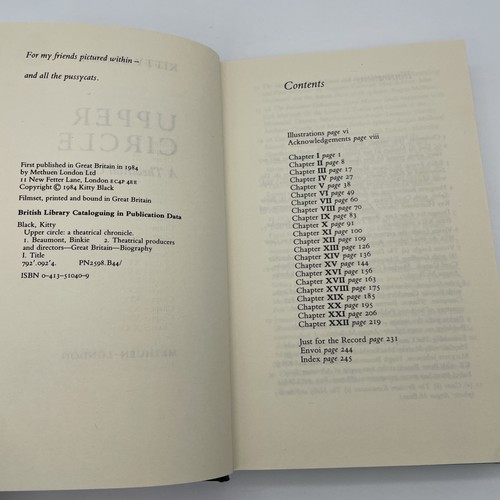 For my friends pictured within –
and all the pussycats.
UPPER
CIRCLE
First published in Great Britain in 1984
by Methuen London Ltd
11 New Fetter Lane, London EC4P 4EE
Copyright © 1984 Kitty Black
Filmset, printed and bound in Great Britain
British Library Cataloguing in Publication Data
Black, Kitty
Upper circle: a theatrical chronicle.
1. Beaumont, Binkie 2. Theatrical producers
and directors—Great Britain—Biography
I. Title
792'.092'4. PN2598.B44/
ISBN 0-413-51040-9
METHUEN LONDON
Contents
Illustrations page vi
Acknowledgements page viii
Chapter I page 1
Chapter II page 8
Chapter III page 17
Chapter IV page 27
Chapter V page 38
Chapter VI page 49
Chapter VII page 60
Chapter VIII page 70
Chapter IX page 83
Chapter X page 91
Chapter XI page 100
Chapter XII page 109
Chapter XIII page 126
Chapter XIV page 136
Chapter XV page 144
Chapter XVI page 156
Chapter XVII page 163
Chapter XVIII page 175
Chapter XIX page 185
Chapter XX page 195
Chapter XXI page 206
Chapter XXII page 219
Just for the Record page 231
Envoi page 244
Index page 245